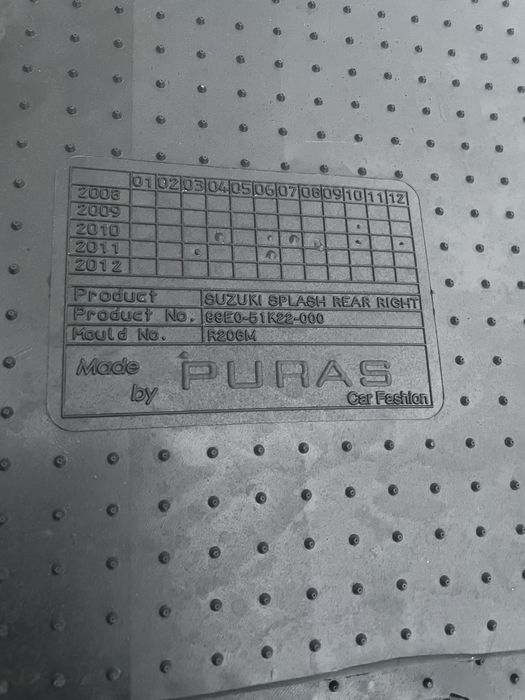 01 02 03 04 05 06 07 08 09 10 11 12
2008
2009
2010
2011
2012
Product SUZUKI SPLASH REAR RIGHT
Product No. 99E0-51K22-000
Mould No. R206M
Made by PURAS
Car Fashion